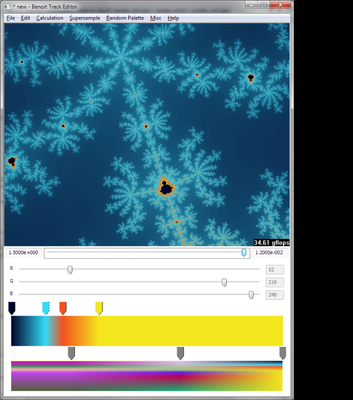 * new - Benoit Track Editor
File Edit Calculation Supersample Random Palette Misc Help
34.61 gflops
1.5000e+000 1.2000e-002
R 52
G 219
B 248